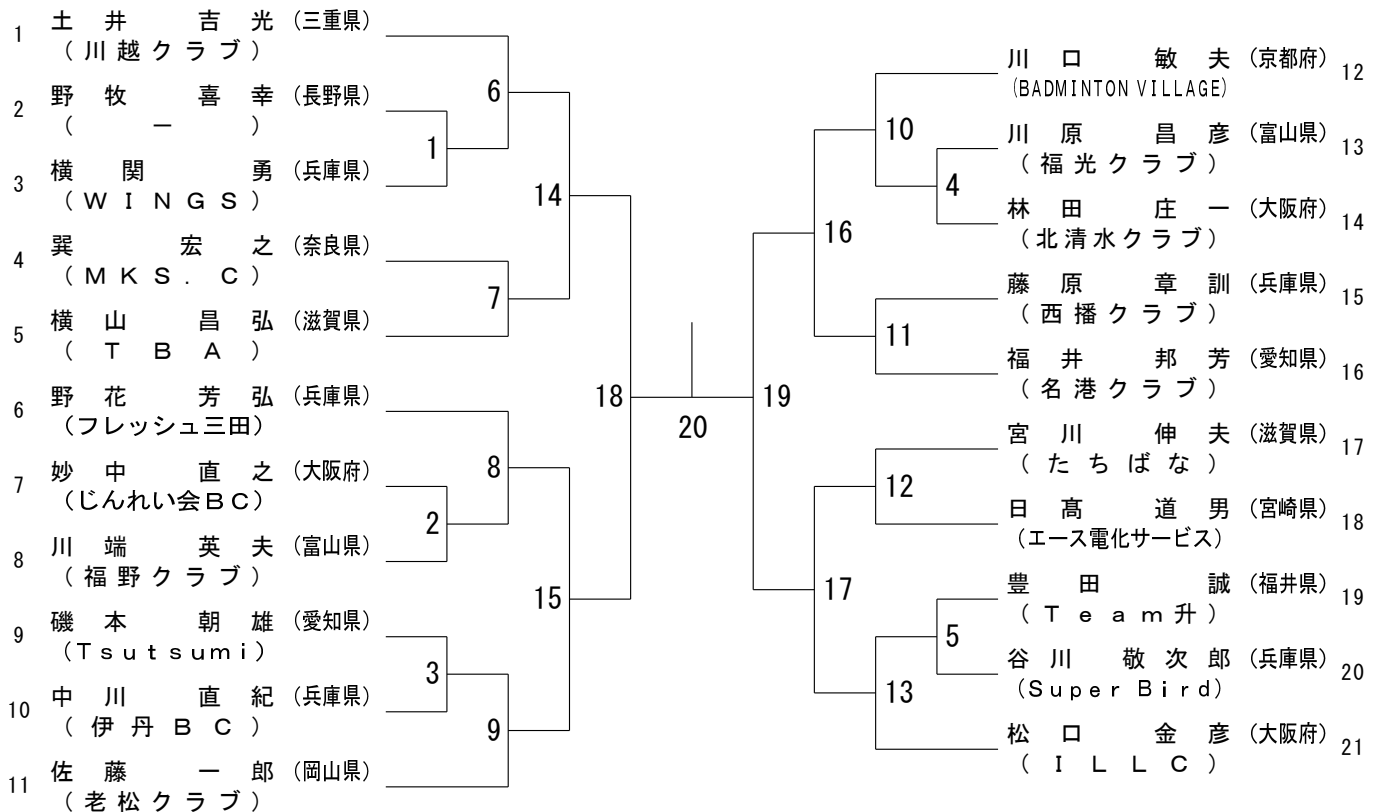 1 土井 吉光 (三重県)
(川越クラブ)
2 野牧 喜幸 (長野県)
( － )
3 横関 勇 (兵庫県)
(ＷＩＮＧＳ)
4 巽 宏之 (奈良県)
(ＭＫＳ．Ｃ)
5 横山 昌弘 (滋賀県)
(ＴＢＡ)
6 野花 芳弘 (兵庫県)
(フレッシュ三田)
7 妙中 直之 (大阪府)
(じんれい会ＢＣ)
8 川端 英夫 (富山県)
(福野クラブ)
9 磯本 朝雄 (愛知県)
(Ｔｓｕｔｓｕｍｉ)
10 中川 直紀 (兵庫県)
(伊丹ＢＣ)
11 佐藤 一郎 (岡山県)
(老松クラブ)
6
1
14
7
18
8
2
15
3
9
20
10
4
16
11
19
12
17
5
13
川口 敏夫 (京都府) 12
(BADMINTON VILLAGE)
川原 昌彦 (富山県) 13
(福光クラブ)
林田 庄一 (大阪府) 14
(北清水クラブ)
藤原 章訓 (兵庫県) 15
(西播クラブ)
福井 邦芳 (愛知県) 16
(名港クラブ)
宮川 伸夫 (滋賀県) 17
(たちばな)
日髙 道男 (宮崎県) 18
(エース電化サービス)
豊田 誠 (福井県) 19
(Ｔｅａｍ升)
谷川 敬次郎 (兵庫県) 20
(Super Bird)
松口 金彦 (大阪府) 21
(ＩＬＬＣ)